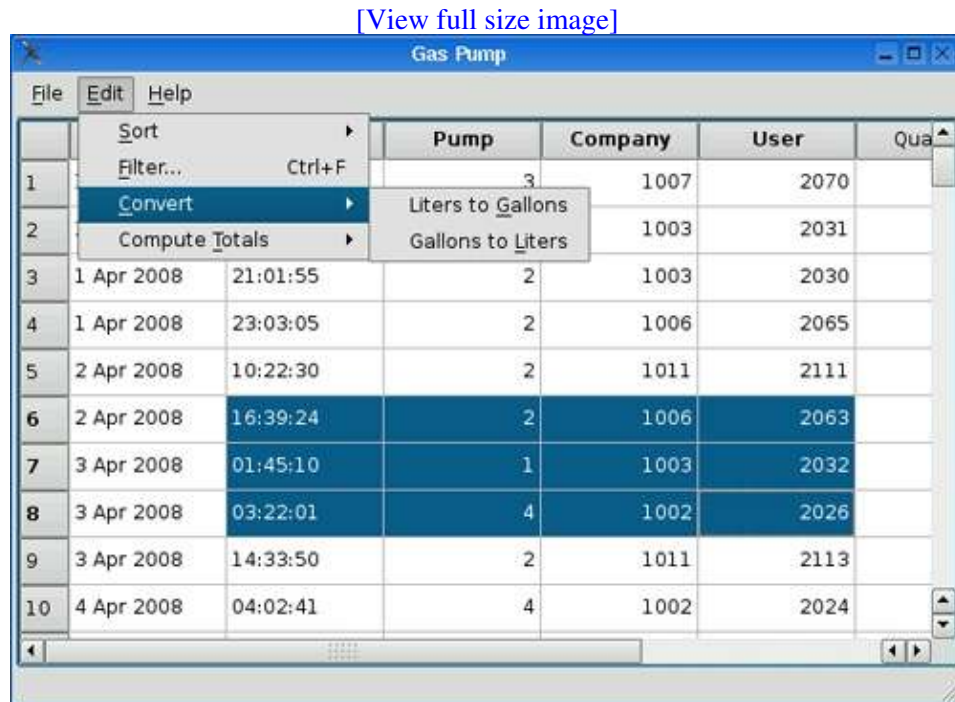 [View full size image]
Gas Pump
File Edit Help
Sort
Filter... Ctrl+F
Convert
Compute Totals
Liters to Gallons
Gallons to Liters
Pump Company User Qua
1 3 1007 2070
2 1003 2031
3 1 Apr 2008 21:01:55 2 1003 2030
4 1 Apr 2008 23:03:05 2 1006 2065
5 2 Apr 2008 10:22:30 2 1011 2111
6 2 Apr 2008 16:39:24 2 1006 2063
7 3 Apr 2008 01:45:10 1 1003 2032
8 3 Apr 2008 03:22:01 4 1002 2026
9 3 Apr 2008 14:33:50 2 1011 2113
10 4 Apr 2008 04:02:41 4 1002 2024